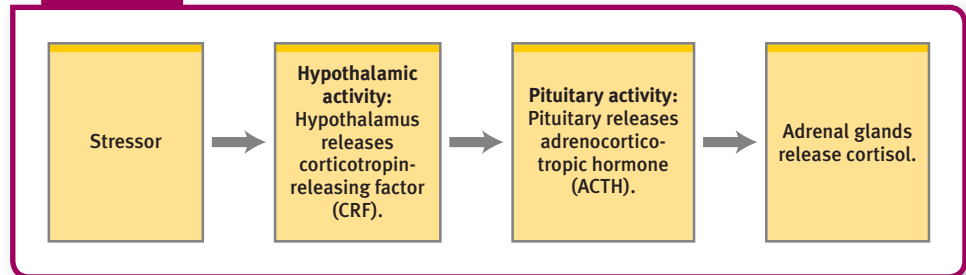 Stressor
Hypothalamic
activity:
Hypothalamus
releases
corticotropin-
releasing factor
(CRF).
Pituitary activity:
Pituitary releases
adrenocortico-
tropic hormone
(ACTH).
Adrenal glands
release cortisol.